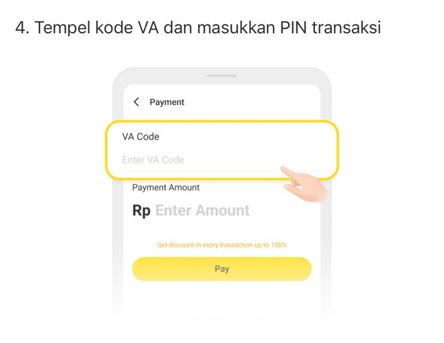 4. Tempel kode VA dan masukkan PIN transaksi
Payment
VA Code
Enter VA Code
Payment Amount
Rp Enter Amount
Get discount in every transaction up to 100%
Pay